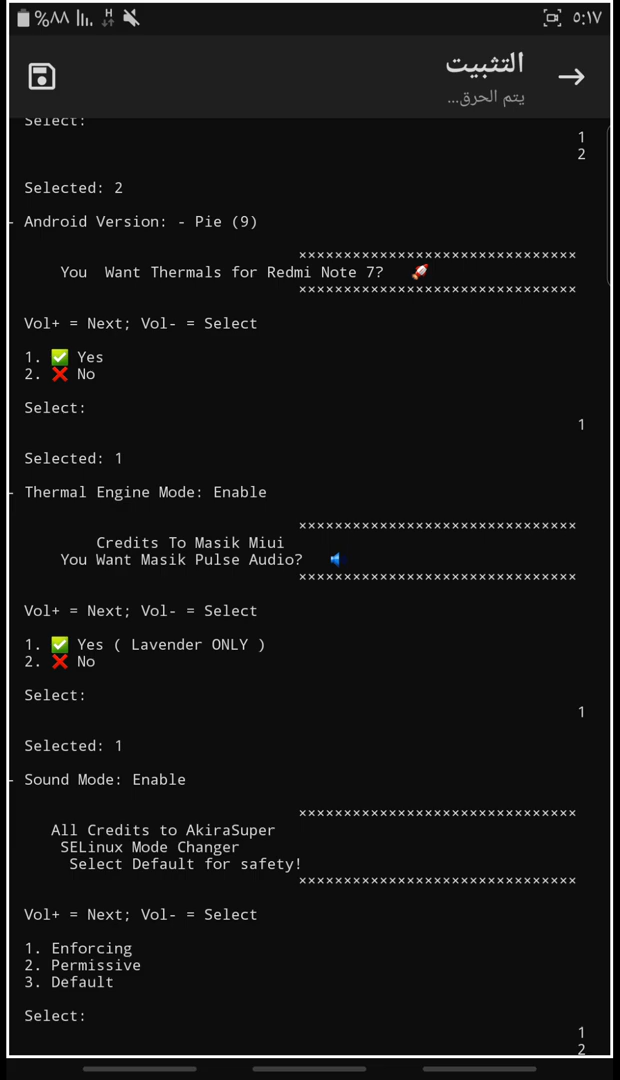 %٨٨ H ٥:١٧
التثبيت
يتم الحرق...
Select:
1
2
Selected: 2
- Android Version: - Pie (9)
×××××××××××××××××××××××××××××××
You  Want Thermals for Redmi Note 7? 🚀
×××××××××××××××××××××××××××××××
Vol+ = Next; Vol- = Select
1. ✅ Yes
2. ❌ No
Select:
1
Selected: 1
- Thermal Engine Mode: Enable
×××××××××××××××××××××××××××××××
Credits To Masik Miui
You Want Masik Pulse Audio? 🔈
×××××××××××××××××××××××××××××××
Vol+ = Next; Vol- = Select
1. ✅ Yes ( Lavender ONLY )
2. ❌ No
Select:
1
Selected: 1
- Sound Mode: Enable
×××××××××××××××××××××××××××××××
All Credits to AkiraSuper
SELinux Mode Changer
Select Default for safety!
×××××××××××××××××××××××××××××××
Vol+ = Next; Vol- = Select
1. Enforcing
2. Permissive
3. Default
Select:
1
2